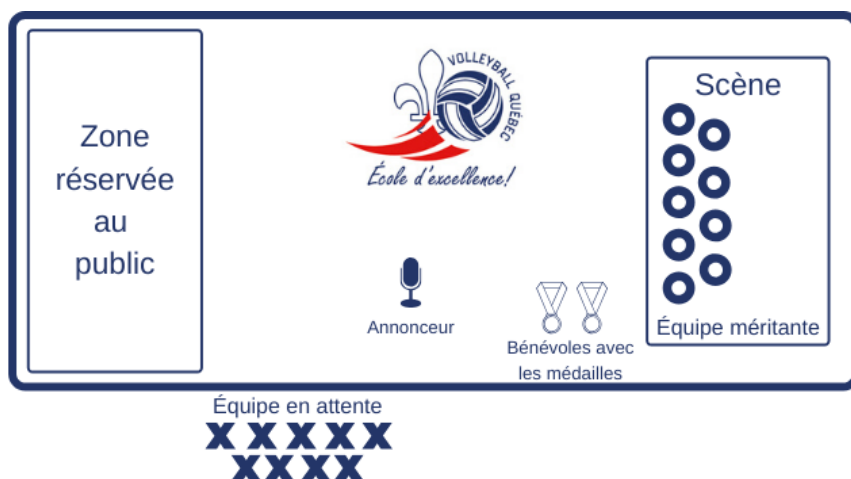 Zone
réservée
au
public
VOLLEYBALL QUÉBEC
École d'excellence!
Annonceur
Bénévoles avec
les médailles
Scène
Équipe méritante
Équipe en attente
X X X X X
X X X X